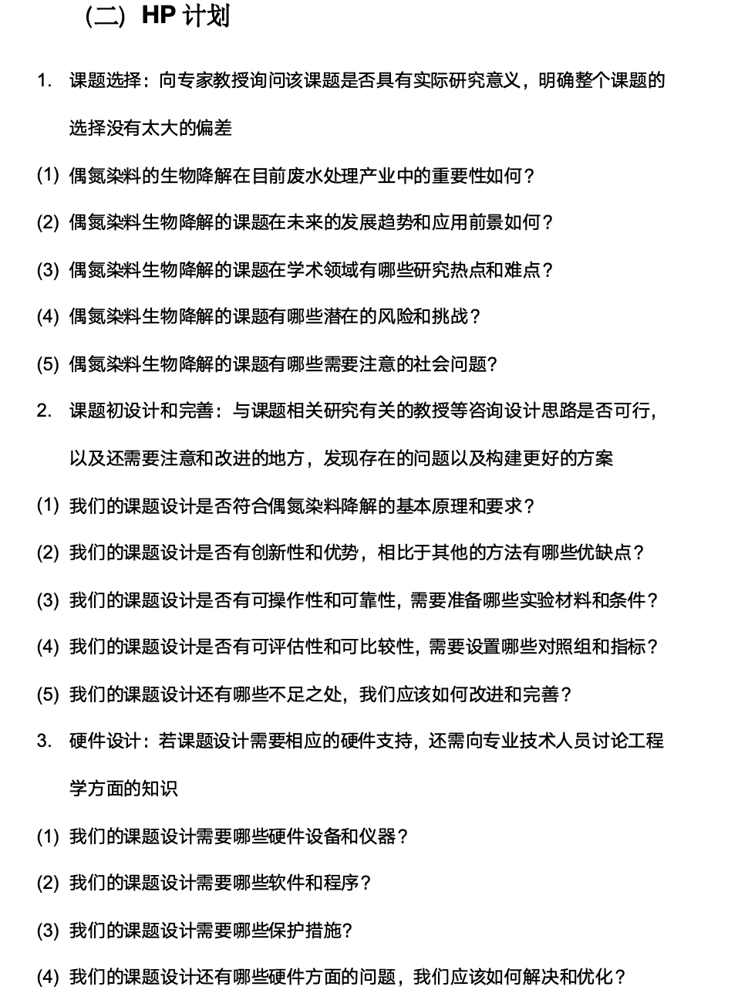 （二）HP 计划
1. 课题选择：向专家教授询问该课题是否具有实际研究意义，明确整个课题的
选择没有太大的偏差
(1) 偶氮染料的生物降解在目前废水处理产业中的重要性如何？
(2) 偶氮染料生物降解的课题在未来的发展趋势和应用前景如何？
(3) 偶氮染料生物降解的课题在学术领域有哪些研究热点和难点？
(4) 偶氮染料生物降解的课题有哪些潜在的风险和挑战？
(5) 偶氮染料生物降解的课题有哪些需要注意的社会问题？
2. 课题初设计和完善：与课题相关研究有关的教授等咨询设计思路是否可行，
以及还需要注意和改进的地方，发现存在的问题以及构建更好的方案
(1) 我们的课题设计是否符合偶氮染料降解的基本原理和要求？
(2) 我们的课题设计是否有创新性和优势，相比于其他的方法有哪些优缺点？
(3) 我们的课题设计是否有可操作性和可靠性，需要准备哪些实验材料和条件？
(4) 我们的课题设计是否有可评估性和可比较性，需要设置哪些对照组和指标？
(5) 我们的课题设计还有哪些不足之处，我们应该如何改进和完善？
3. 硬件设计：若课题设计需要相应的硬件支持，还需向专业技术人员讨论工程
学方面的知识
(1) 我们的课题设计需要哪些硬件设备和仪器？
(2) 我们的课题设计需要哪些软件和程序？
(3) 我们的课题设计需要哪些保护措施？
(4) 我们的课题设计还有哪些硬件方面的问题，我们应该如何解决和优化？